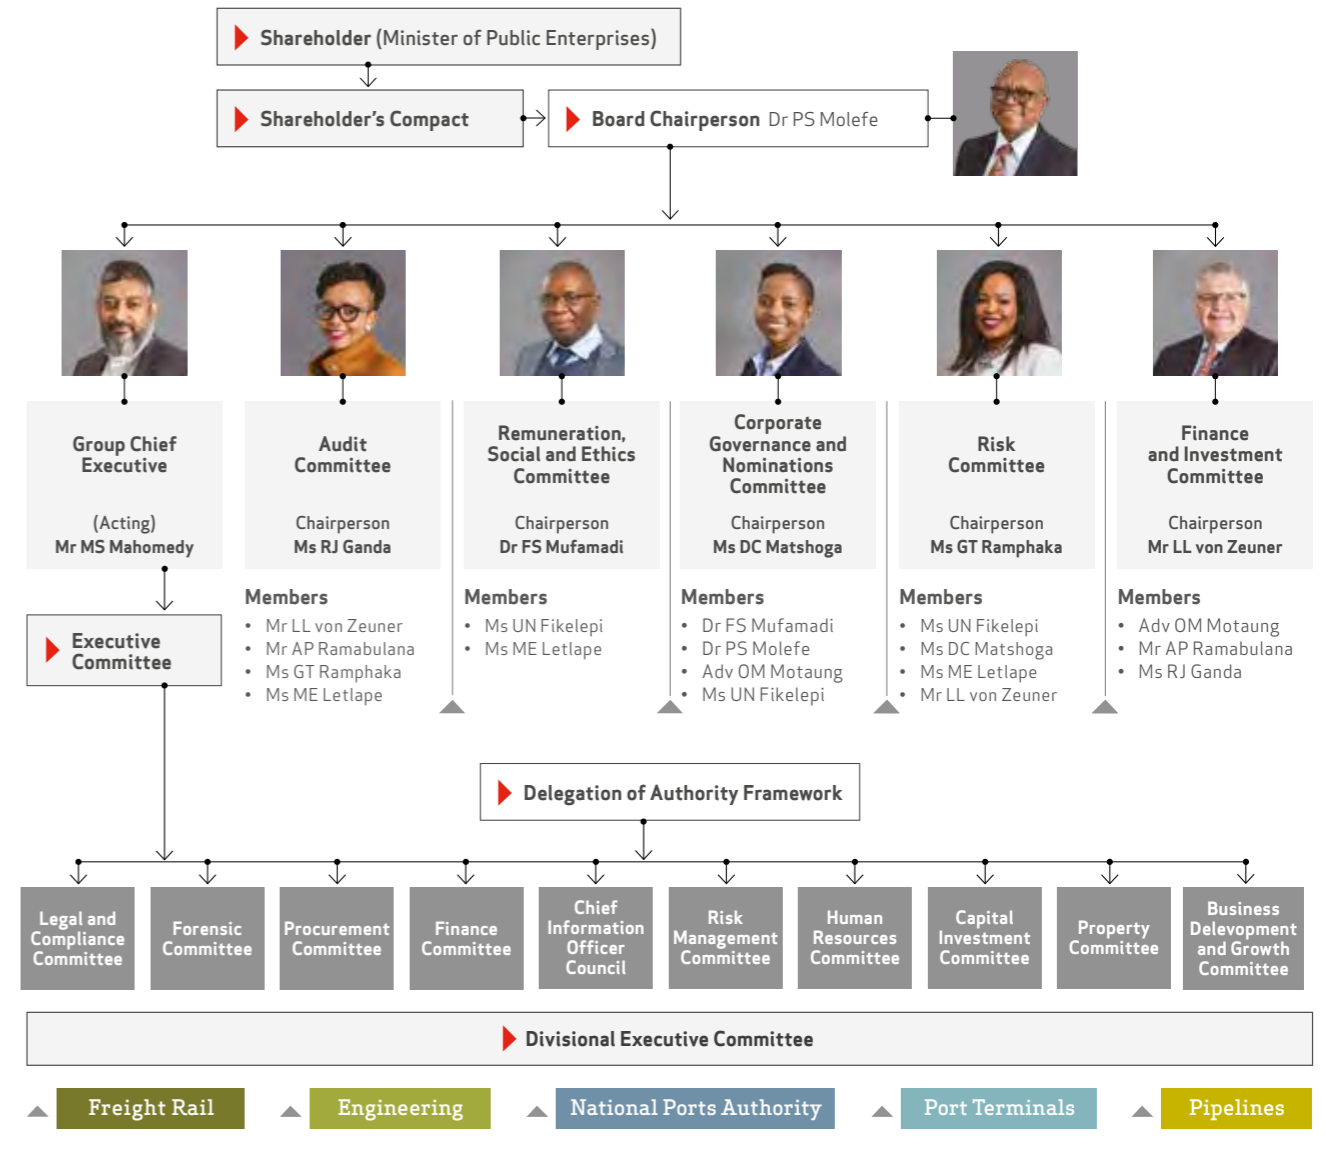 Shareholder (Minister of Public Enterprises)
Shareholder's Compact
Board Chairperson Dr PS Molefe
Group Chief
Executive
(Acting)
Mr MS Mahomedy
Executive
Committee
Audit
Committee
Chairperson
Ms RJ Ganda
Members
• Mr LL von Zeuner
• Mr AP Ramabulana
• Ms GT Ramphaka
• Ms ME Letlape
Remuneration,
Social and Ethics
Committee
Chairperson
Dr FS Mufamadi
Members
• Ms UN Fikelepi
• Ms ME Letlape
Corporate
Governance and
Nominations
Committee
Chairperson
Ms DC Matshoga
Members
• Dr FS Mufamadi
• Dr PS Molefe
• Adv OM Motaung
• Ms UN Fikelepi
Risk
Committee
Chairperson
Ms GT Ramphaka
Members
• Ms UN Fikelepi
• Ms DC Matshoga
• Ms ME Letlape
• Mr LL von Zeuner
Finance
and Investment
Committee
Chairperson
Mr LL von Zeuner
Members
• Adv OM Motaung
• Mr AP Ramabulana
• Ms RJ Ganda
Delegation of Authority Framework
Legal and
Compliance
Committee
Forensic
Committee
Procurement
Committee
Finance
Committee
Chief
Information
Officer
Council
Risk
Management
Committee
Human
Resources
Committee
Capital
Investment
Committee
Property
Committee
Business
Delevopment
and Growth
Committee
Divisional Executive Committee
Freight Rail
Engineering
National Ports Authority
Port Terminals
Pipelines